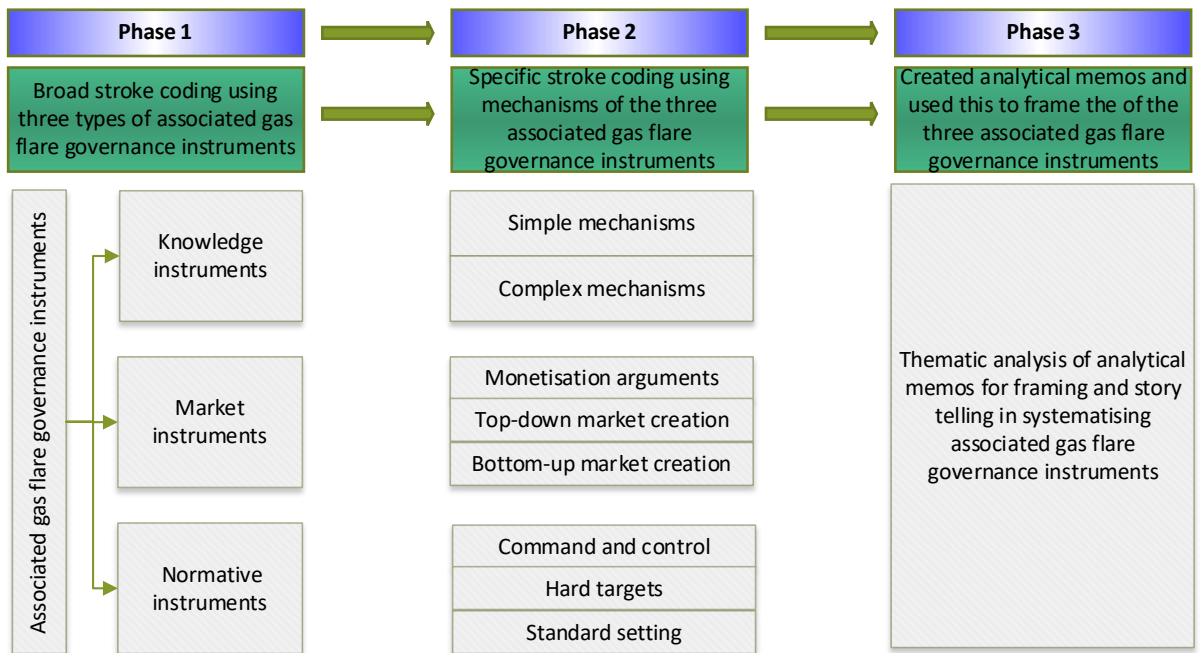 Phase 1
Phase 2
Phase 3
Broad stroke coding using
three types of associated gas
flare governance instruments
Specific stroke coding using
mechanisms of the three
associated gas flare
governance instruments
Created analytical memos and
used this to frame the of the
three associated gas flare
governance instruments
Associated gas flare governance instruments
Knowledge
instruments
Market
instruments
Normative
instruments
Simple mechanisms
Complex mechanisms
Monetisation arguments
Top-down market creation
Bottom-up market creation
Command and control
Hard targets
Standard setting
Thematic analysis of analytical
memos for framing and story
telling in systematising
associated gas flare
governance instruments